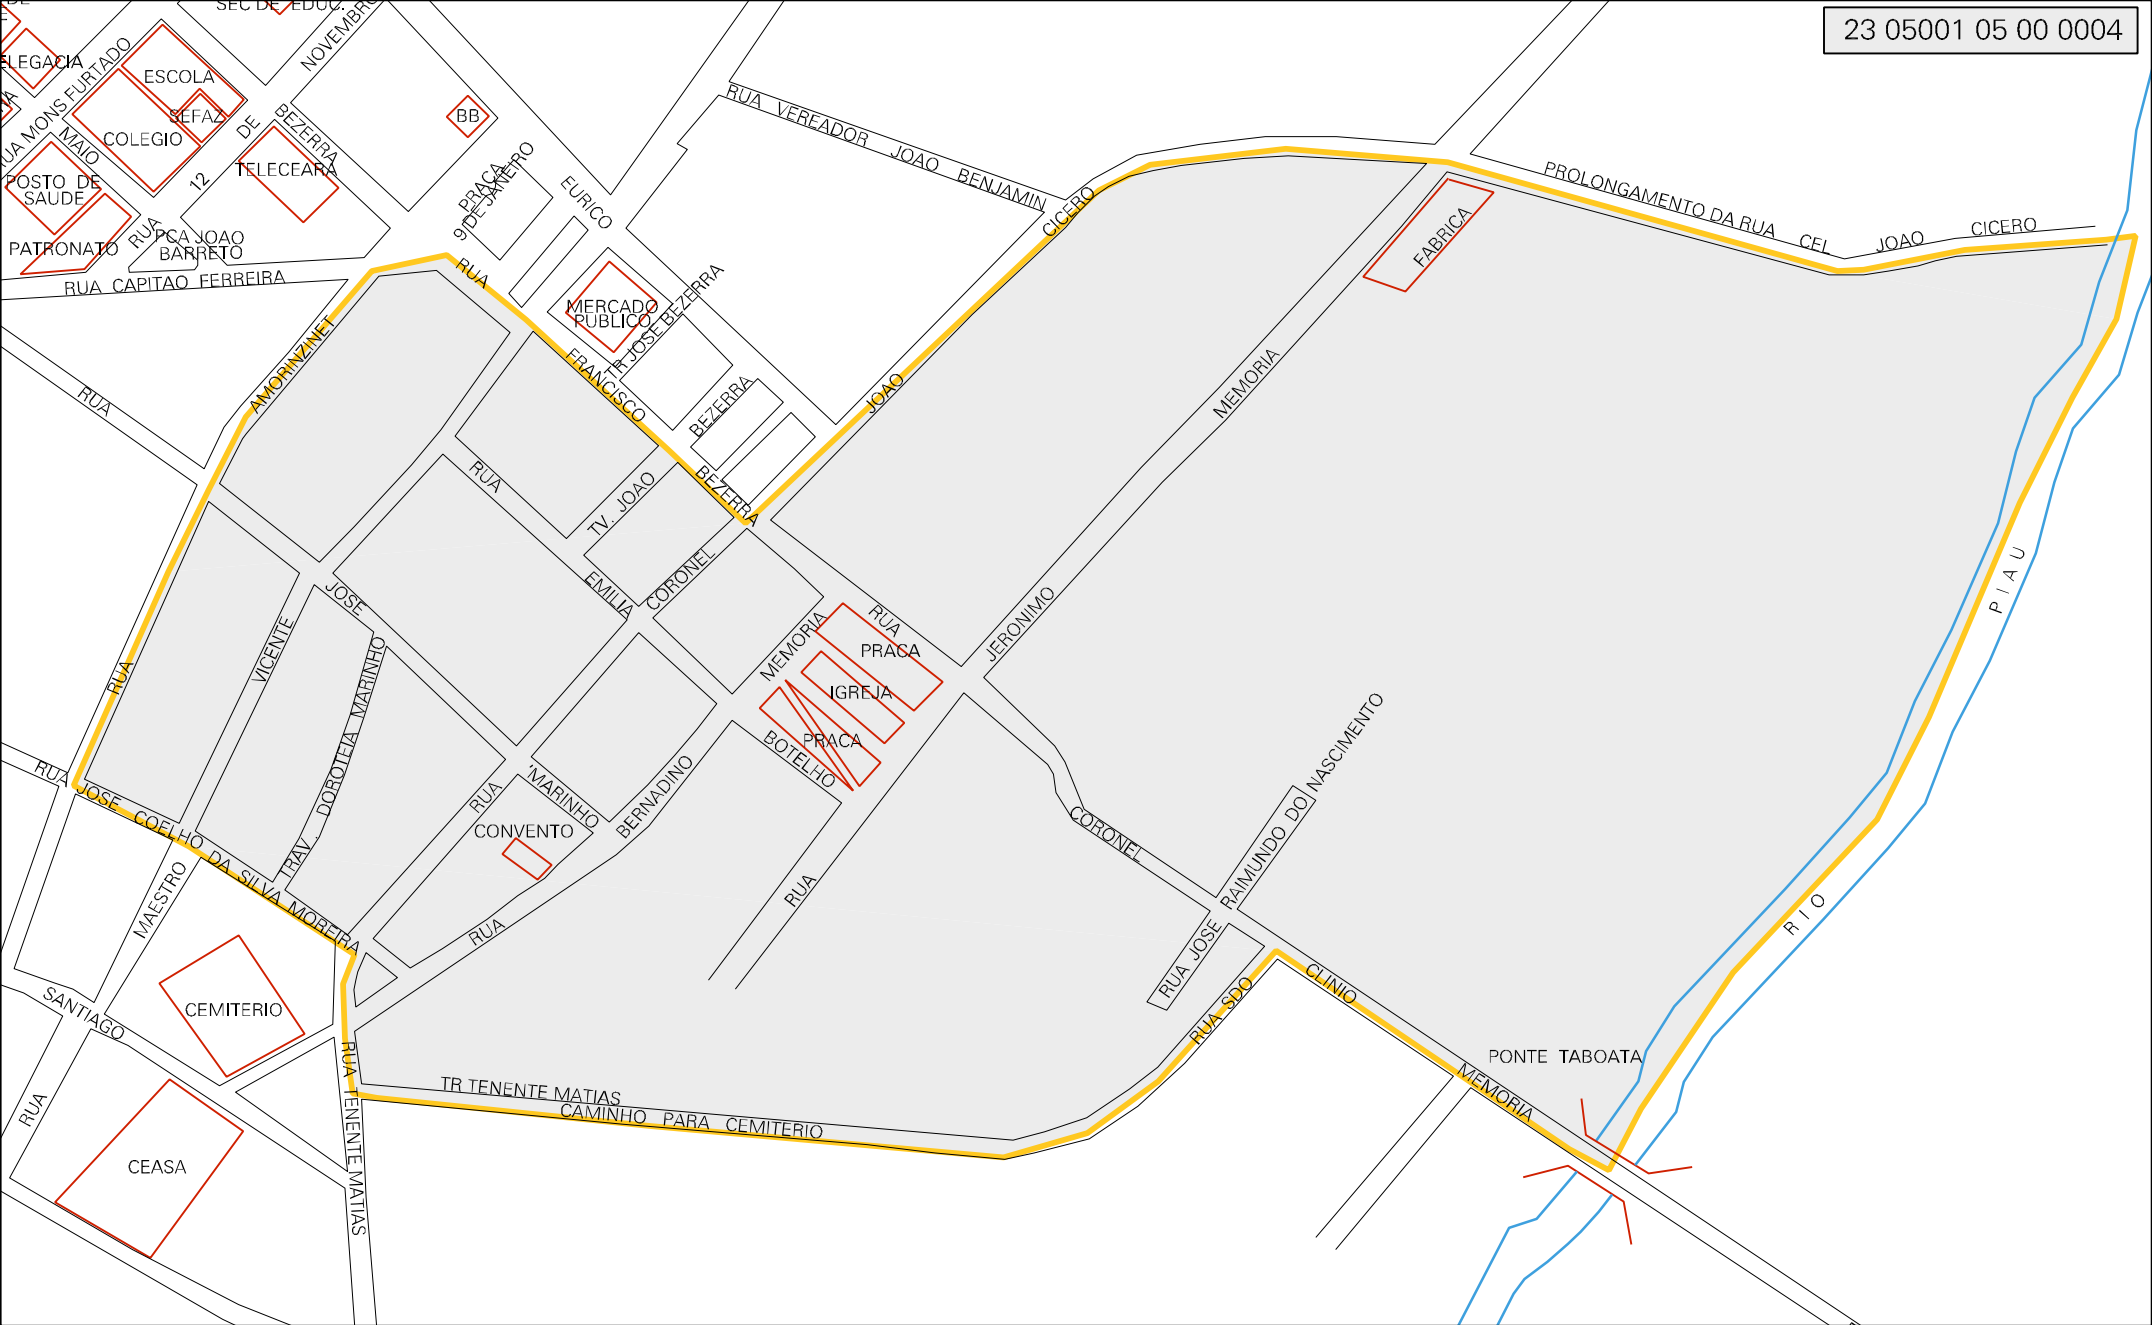 23 05001 05 00 0004
SEC DE EDUC.
NOVEMBRO
DE
12
RUA
ELEGACIA
RUA MONS FURTADO
ESCOLA
SEFAZ
COLEGIO
MAIO
BEZERRA
TELECEARA
BB
POSTO DE
SAUDE
PATRONATO
PCA JOAO
BARRETO
RUA CAPITAO FERREIRA
PRACA
9 DE JANEIRO
EURICO
RUA VEREADOR JOAO BENJAMIN
MERCADO
PUBLICO
TR JOSE BEZERRA
BEZERRA
RUA FRANCISCO BEZERRA
JOAO CICERO
PROLONGAMENTO DA RUA CEL JOAO CICERO
FABRICA
RUA AMORINZINET
RUA JOSE 'MARINHO
RUA EMILIA BOTELHO
TV. JOAO
RUA CORONEL
MEMORIA
RUA BERNADINO MEMORIA
RUA JERONIMO MEMORIA
PRACA
IGREJA
PRACA
RUA CORONEL CLINIO MEMORIA
VICENTE
MAESTRO
RUA
TRAV. DOROTEIA MARINHO
CONVENTO
RUA JOSE COELHO DA SILVA MOREIRA
SANTIAGO
CEMITERIO
CEASA
RUA TENENTE MATIAS
TENENTE MATIAS
TR TENENTE MATIAS
CAMINHO PARA CEMITERIO
RUA SDO
RUA JOSE RAIMUNDO DO NASCIMENTO
PONTE TABOATA
RIO PIAU